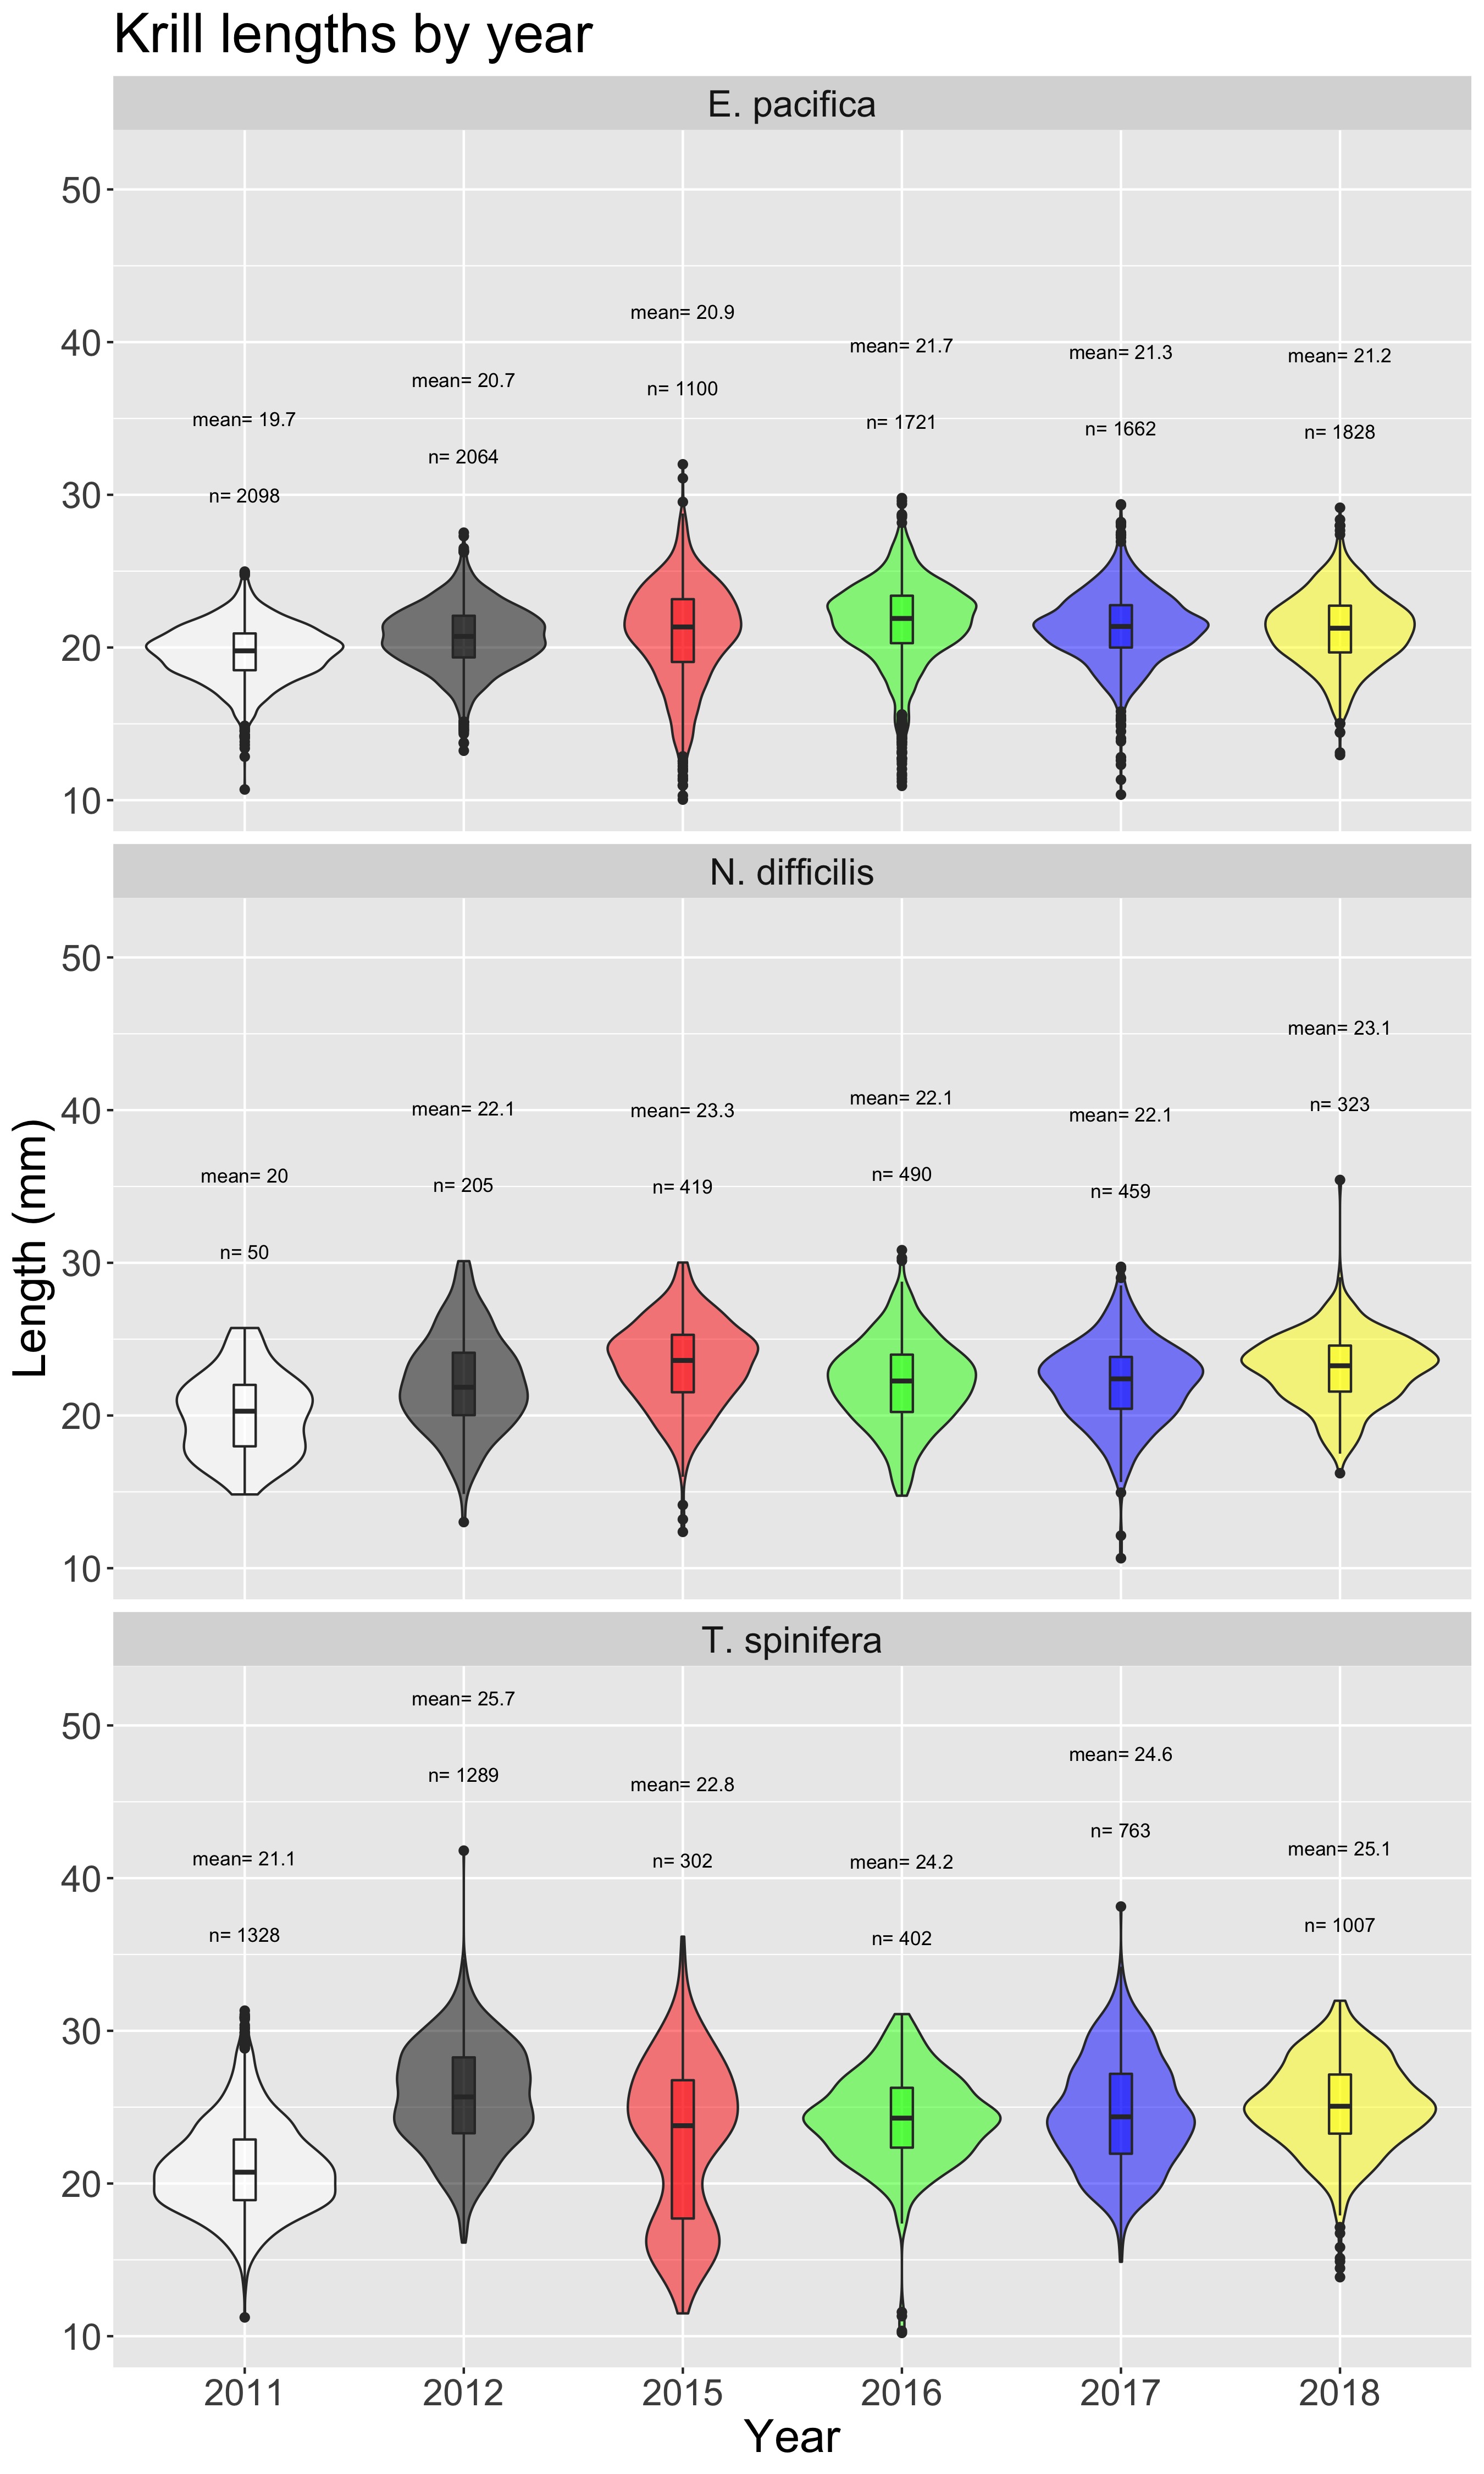 Krill lengths by year
E. pacifica
50
40
30
20
10
mean= 19.7
n= 2098
mean= 20.7
n= 2064
mean= 20.9
n= 1100
mean= 21.7
n= 1721
mean= 21.3
n= 1662
mean= 21.2
n= 1828
N. difficilis
50
40
30
20
10
mean= 20
n= 50
mean= 22.1
n= 205
mean= 23.3
n= 419
mean= 22.1
n= 490
mean= 22.1
n= 459
mean= 23.1
n= 323
Length (mm)
T. spinifera
50
40
30
20
10
mean= 21.1
n= 1328
mean= 25.7
n= 1289
mean= 22.8
n= 302
mean= 24.2
n= 402
mean= 24.6
n= 763
mean= 25.1
n= 1007
2011 2012 2015 2016 2017 2018
Year